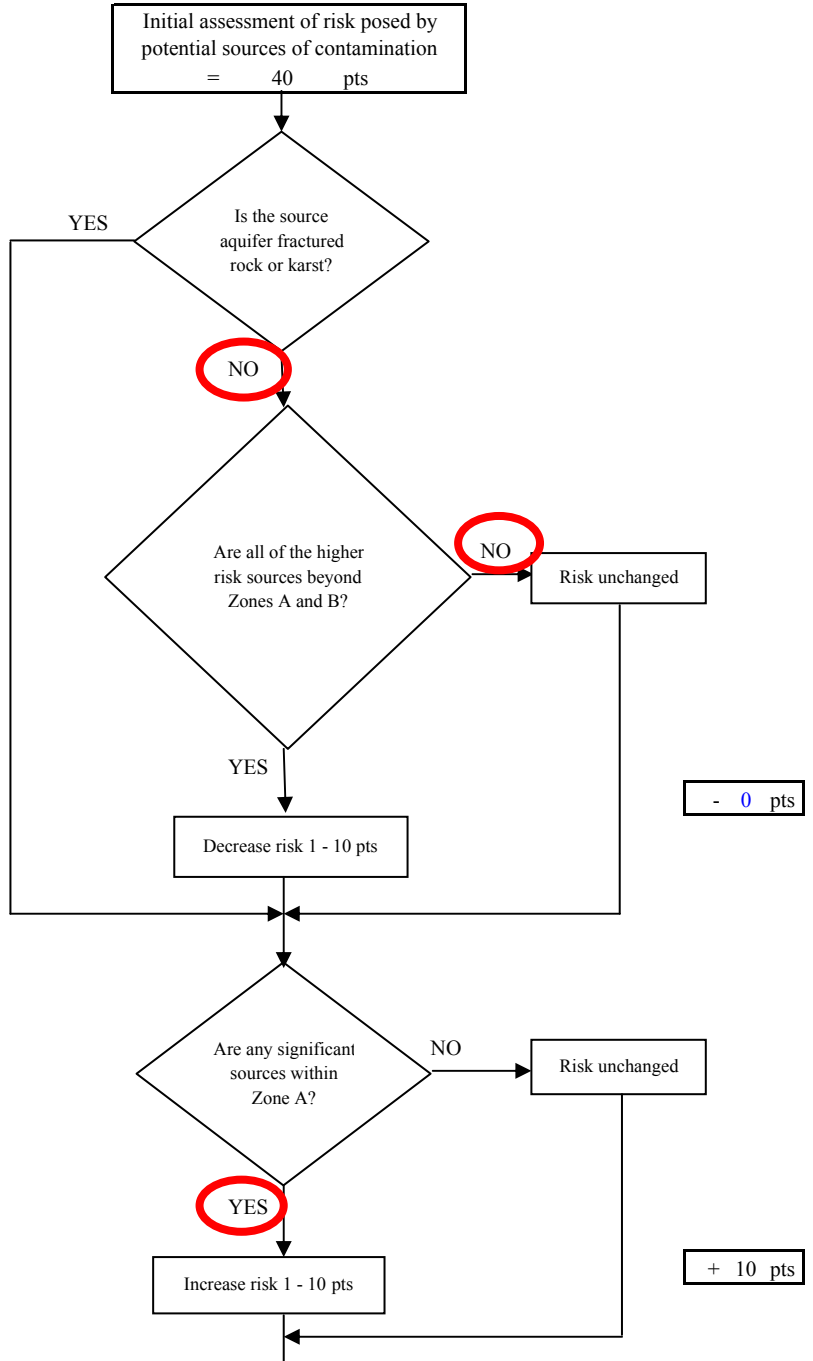 Initial assessment of risk posed by
potential sources of contamination
= 40 pts
YES
Is the source
aquifer fractured
rock or karst?
NO
Are all of the higher
risk sources beyond
Zones A and B?
NO
Risk unchanged
YES
- 0 pts
Decrease risk 1 - 10 pts
Are any significant
sources within
Zone A?
NO
Risk unchanged
YES
+ 10 pts
Increase risk 1 - 10 pts